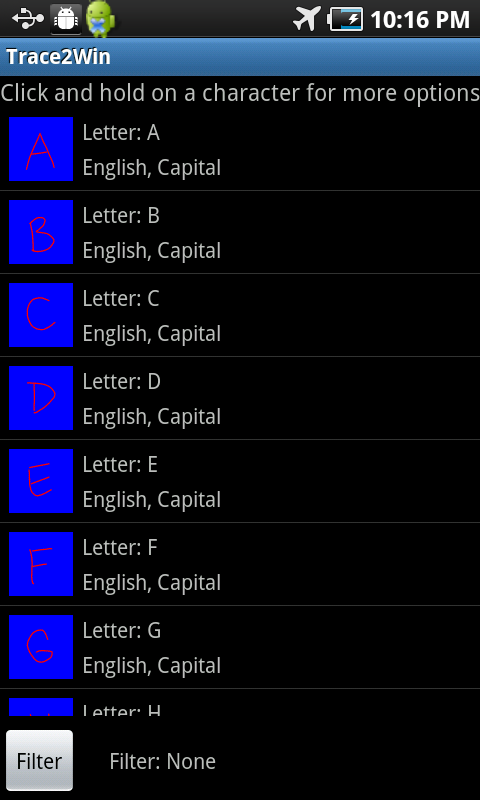 10:16 PM
Trace2Win
Click and hold on a character for more options
A
Letter: A
English, Capital
B
Letter: B
English, Capital
C
Letter: C
English, Capital
D
Letter: D
English, Capital
E
Letter: E
English, Capital
F
Letter: F
English, Capital
G
Letter: G
English, Capital
Letter: H
Filter
Filter: None